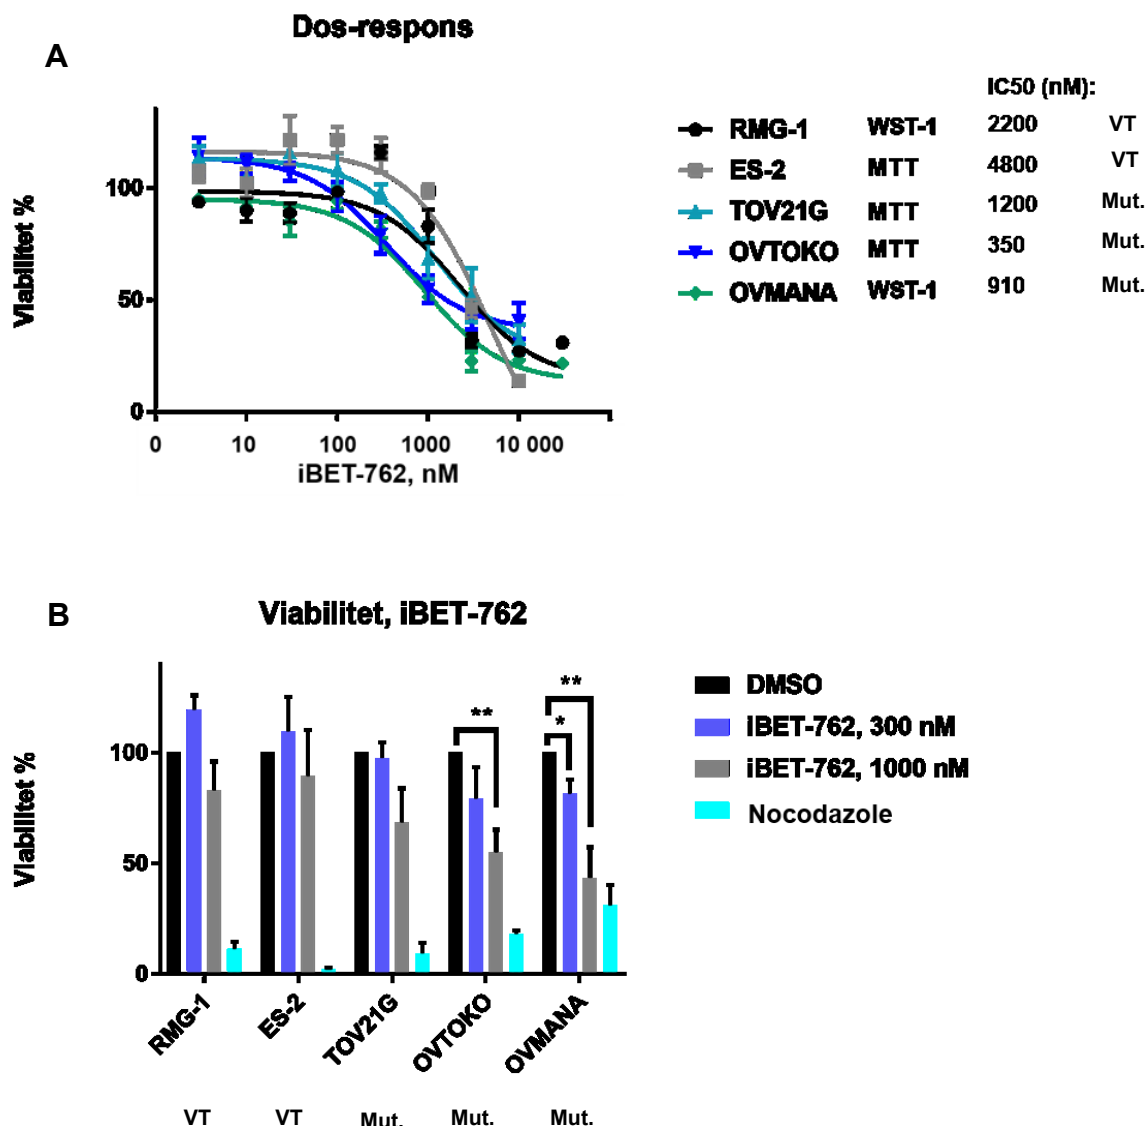 Dos-respons
A
IC50 (nM):
RMG-1 WST-1 2200 VT
ES-2 MTT 4800 VT
TOV21G MTT 1200 Mut.
OVTOKO MTT 350 Mut.
OVMANA WST-1 910 Mut.
Viabilitet %
100
50
0
0 10 100 1000 10 000
iBET-762, nM
B
Viabilitet, iBET-762
DMSO
iBET-762, 300 nM
iBET-762, 1000 nM
Nocodazole
** ** *
Viabilitet %
100
50
0
RMG-1 ES-2 TOV21G OVTOKO OVMANA
VT VT Mut. Mut. Mut.